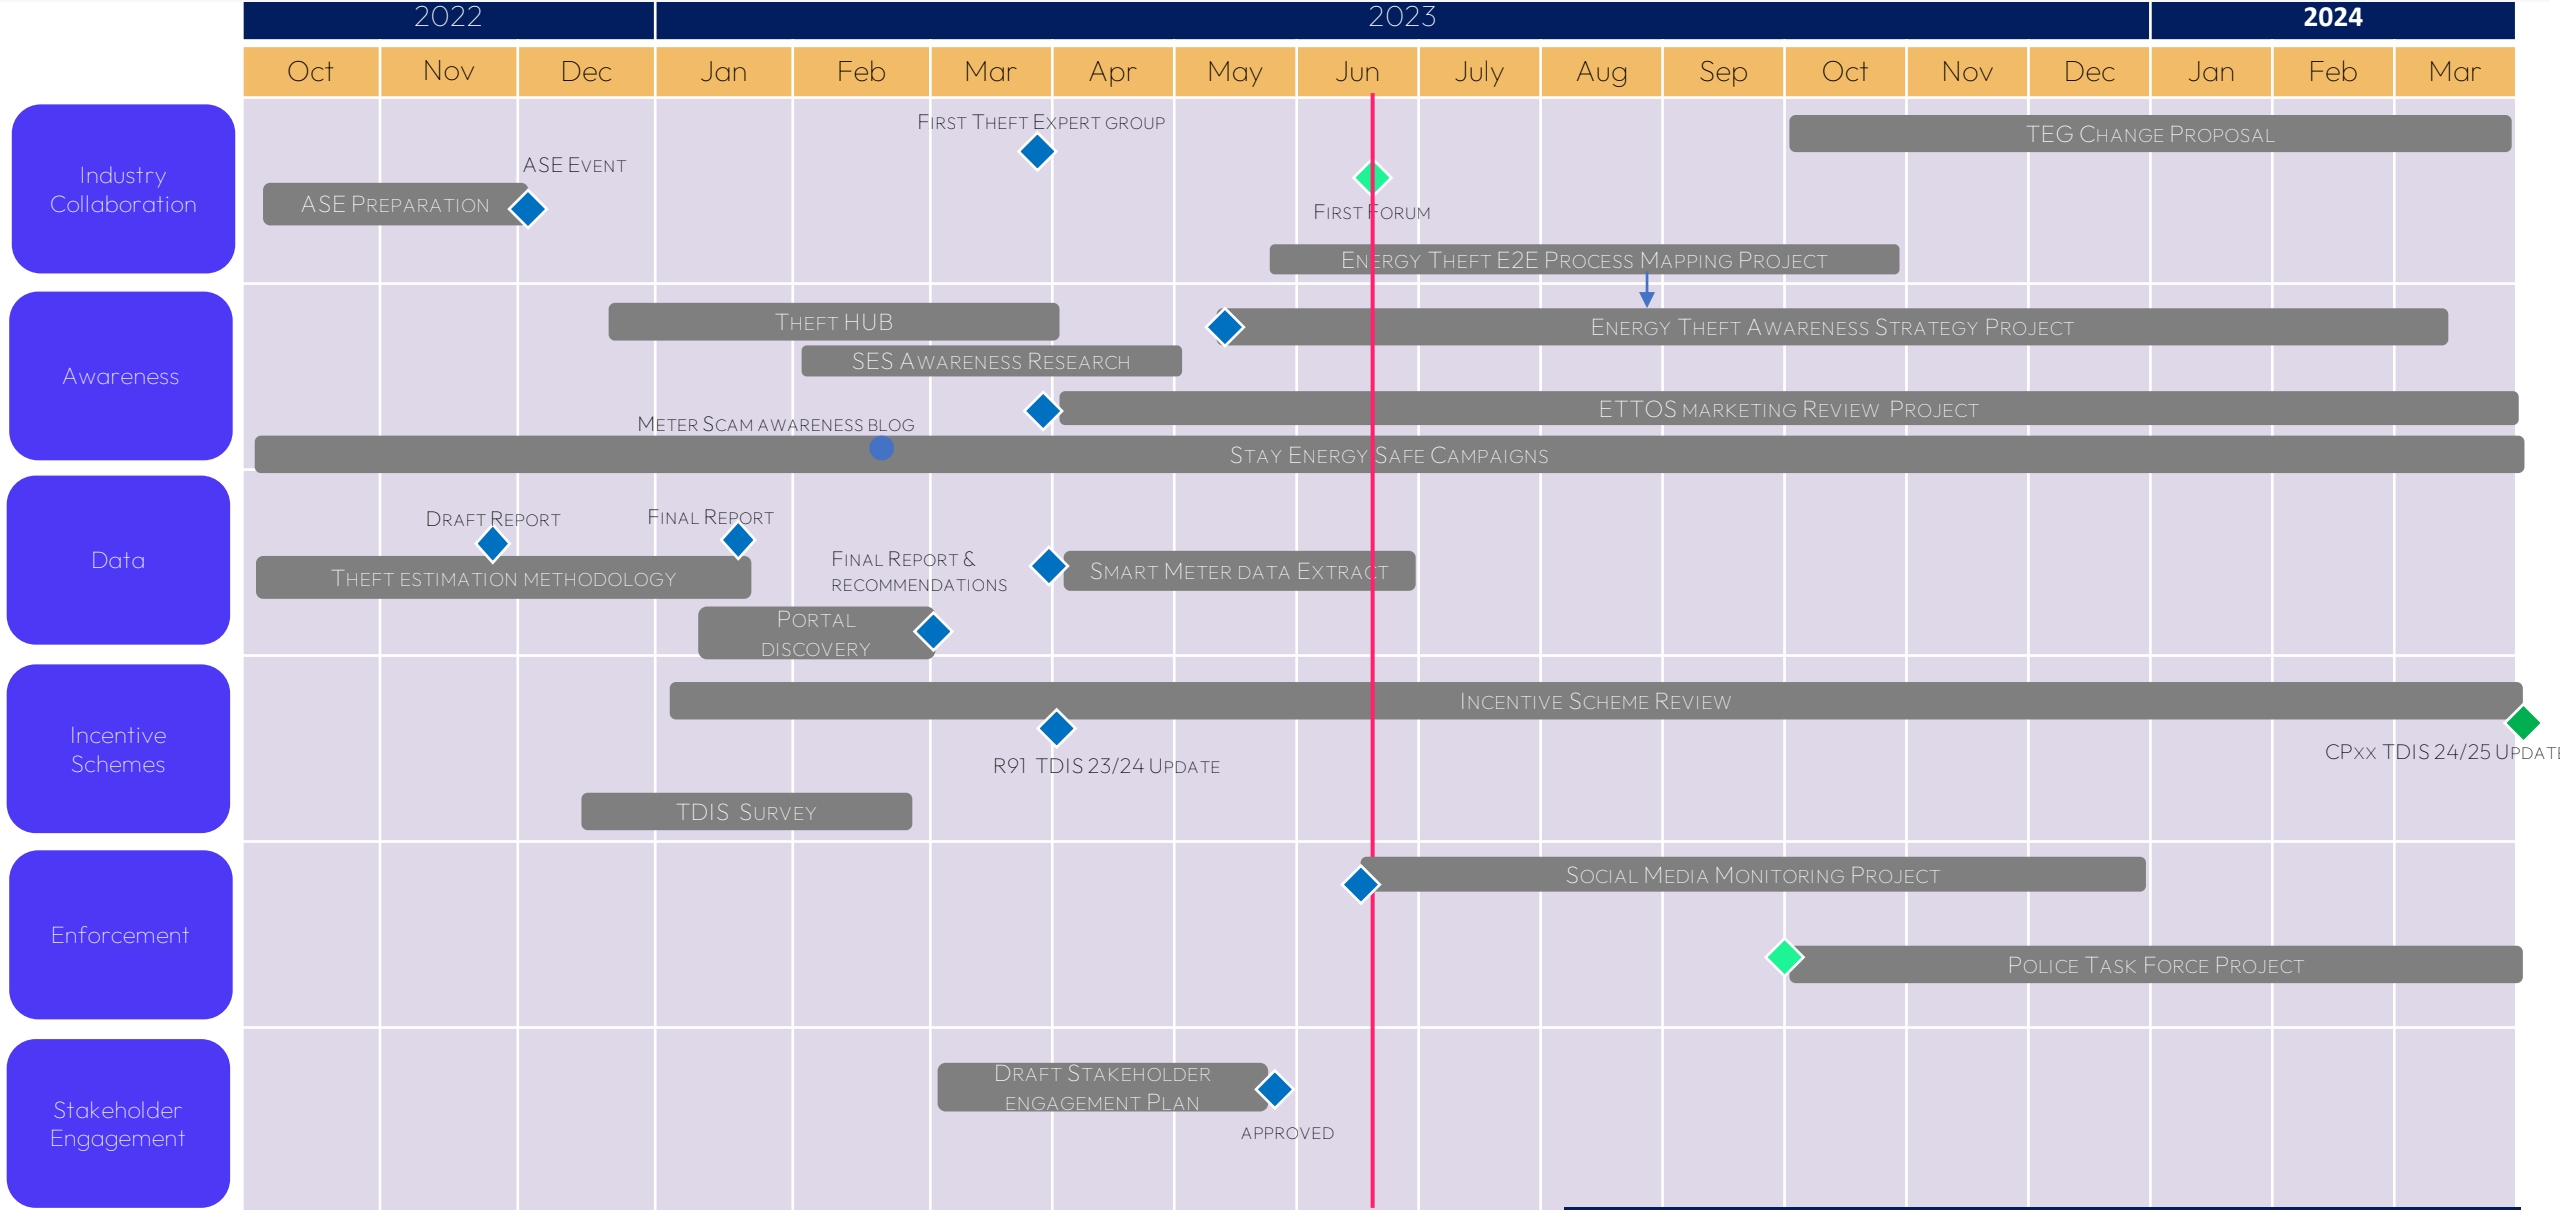 2022 2023 2024
Oct Nov Dec Jan Feb Mar Apr May Jun July Aug Sep Oct Nov Dec Jan Feb Mar
Industry
Collaboration
First Theft Expert group
TEG Change Proposal
ASE Event
ASE Preparation
First Forum
Energy Theft E2E Process Mapping Project
Awareness
Theft HUB
Energy Theft Awareness Strategy Project
SES Awareness Research
ETTOS marketing Review Project
Meter Scam awareness blog
Stay Energy Safe Campaigns
Data
Draft Report
Final Report
Theft estimation methodology
Final Report &
recommendations
Smart Meter data Extract
Portal
discovery
Incentive
Schemes
Incentive Scheme Review
R91 TDIS 23/24 Update
CPxx TDIS 24/25 Update
TDIS Survey
Enforcement
Social Media Monitoring Project
Police Task Force Project
Stakeholder
Engagement
Draft Stakeholder
engagement Plan
approved